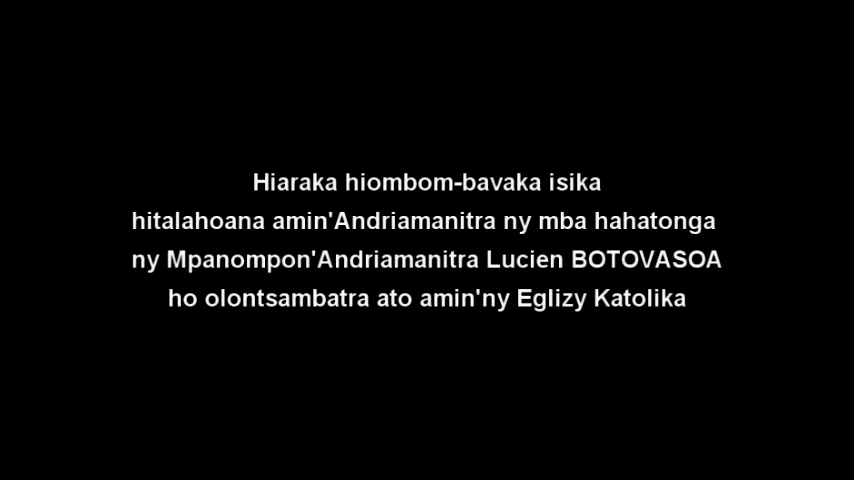 Hiaraka hiombom-bavaka isika
hitalahoana amin'Andriamanitra ny mba hahatonga
ny Mpanompon'Andriamanitra Lucien BOTOVASOA
ho olontsambatra ato amin'ny Eglizy Katolika